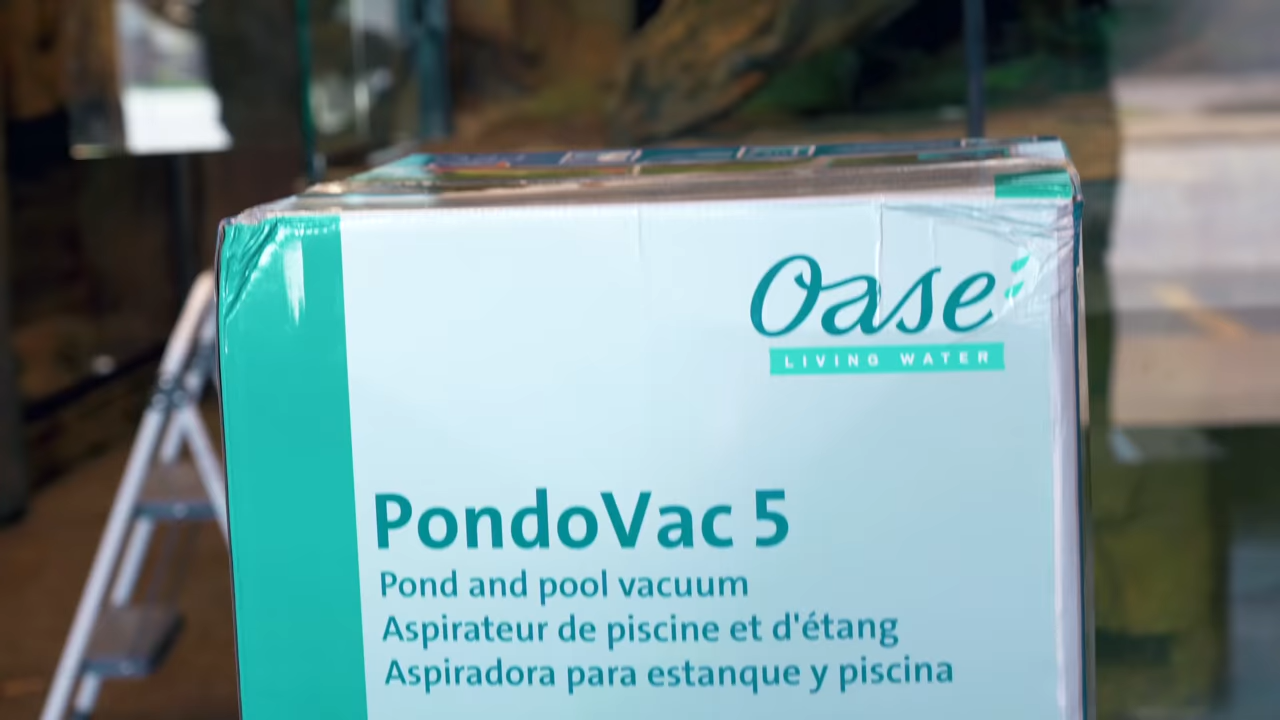 Oase
LIVING WATER
PondoVac 5
Pond and pool vacuum
Aspirateur de piscine et d'étang
Aspiradora para estanque y piscina